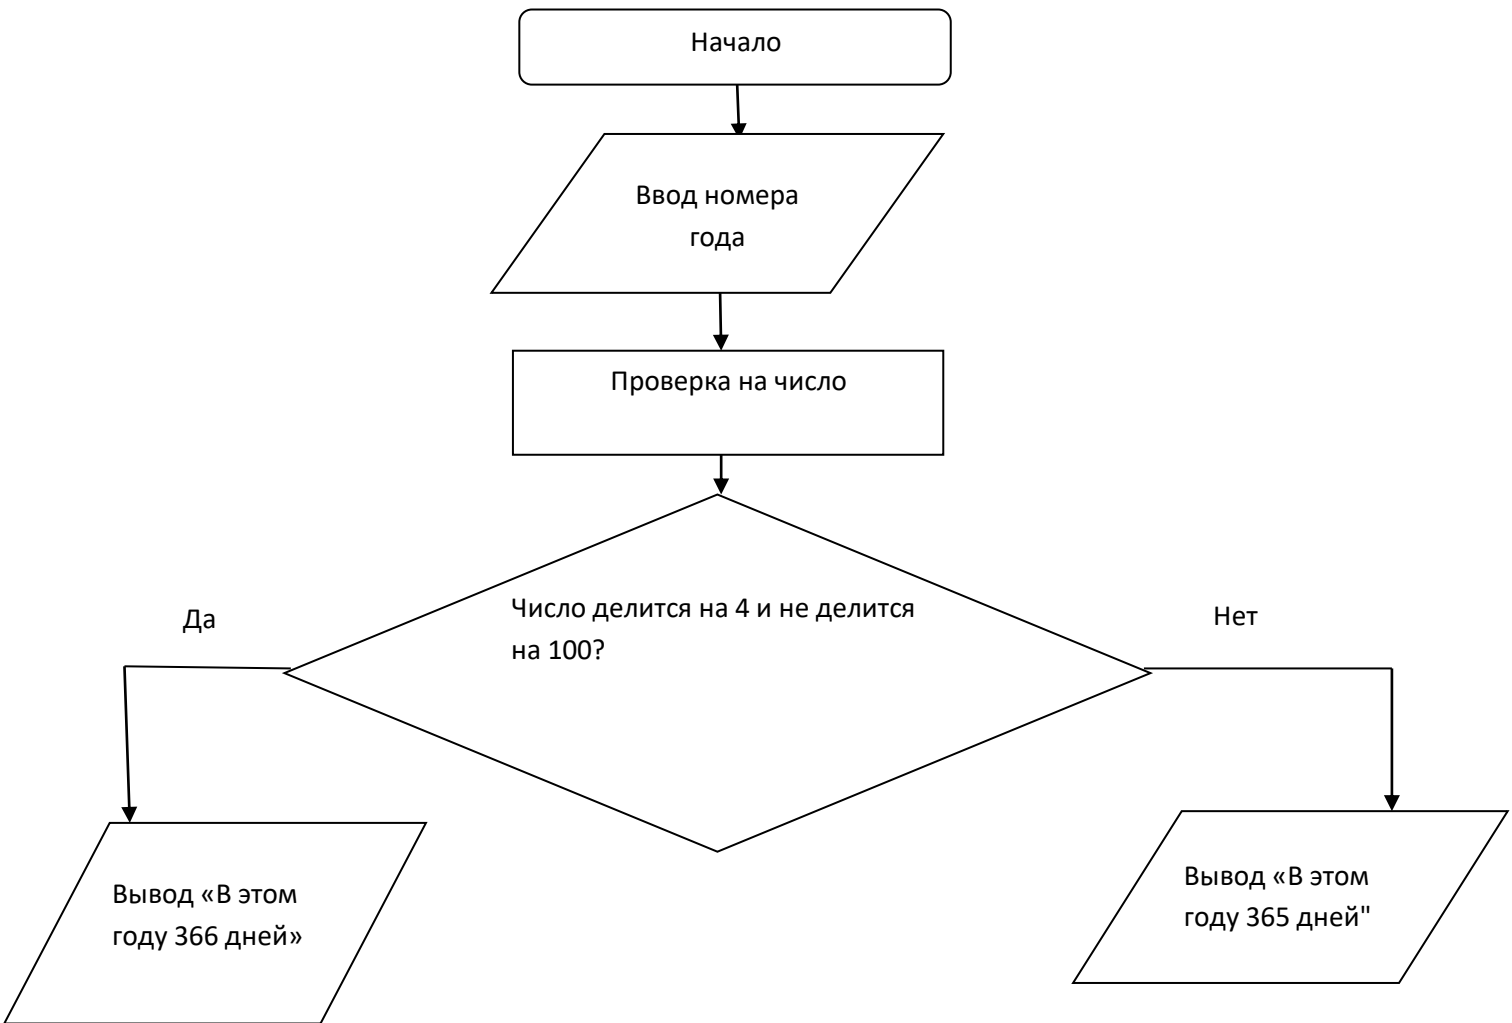 Начало
Ввод номера
года
Проверка на число
Число делится на 4 и не делится
на 100?
Да
Нет
Вывод «В этом
году 366 дней»
Вывод «В этом
году 365 дней"